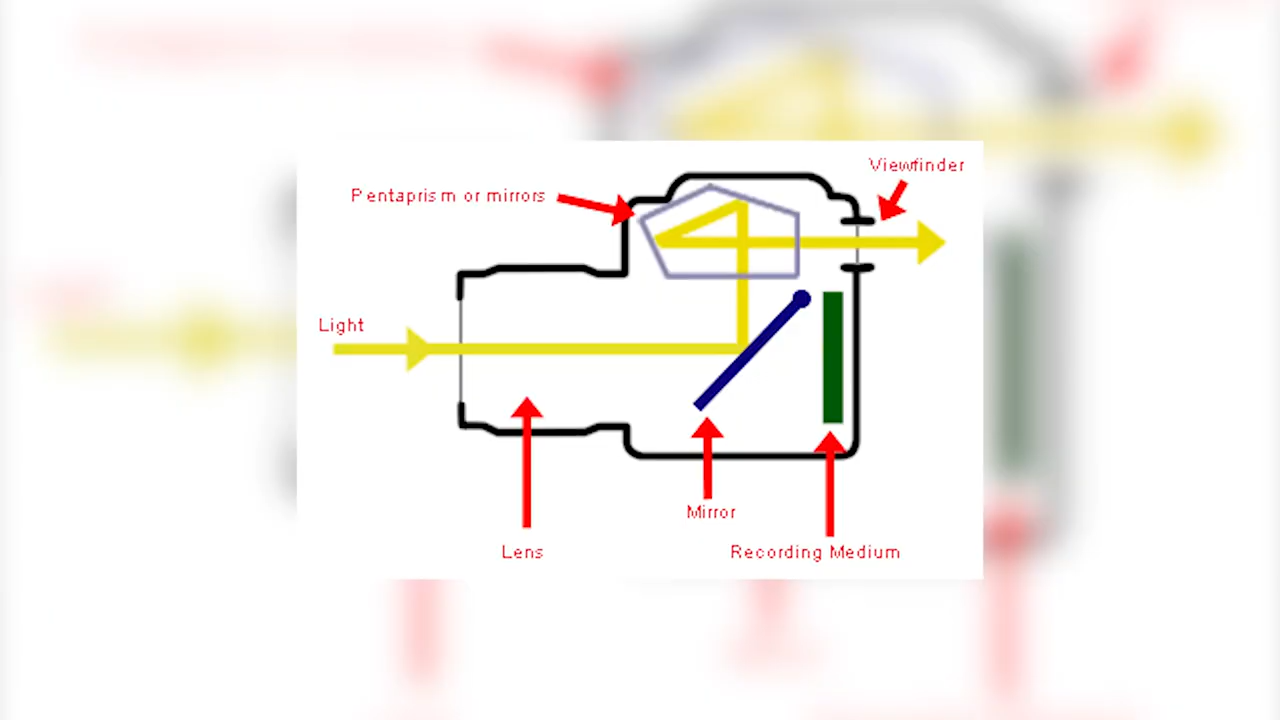 Viewfinder
Pentaprism or mirrors
Light
Mirror
Lens
Recording Medium